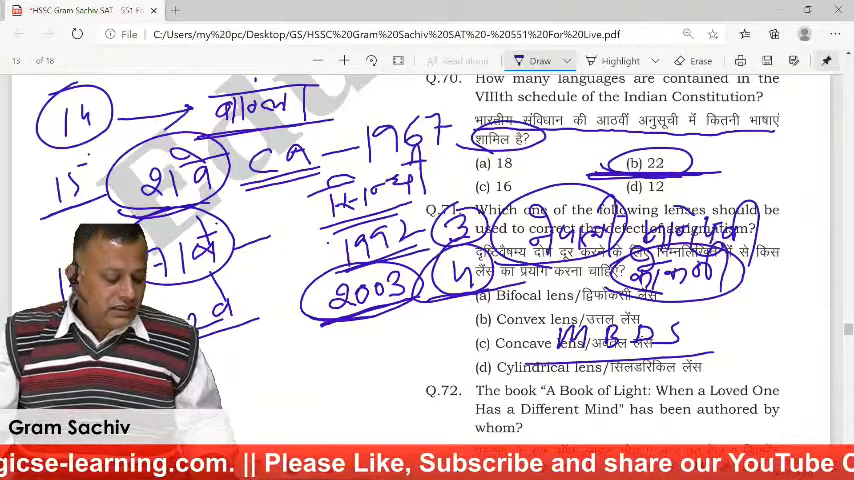 *HSSC Gram Sachiv SAT - 551 Fo
File
C:/Users/my%20pc/Desktop/GS/HSSC%20Gram%20Sachiv%20SAT%20-%20551%20For%20Live.pdf
13 of 18
Read aloud
Draw
Highlight
Erase
Q.70. How many languages are contained in the
VIIIth schedule of the Indian Constitution?
भारतीय संविधान की आठवीं अनुसूची में कितनी भाषाएं
शामिल है?
(a) 18 (b) 22
(c) 16 (d) 12
Q.71. Which one of the following lenses should be
used to correct the defect of astigmatism?
दृष्टिवैषम्य दोष दूर करने के लिए निम्नलिखित में से किस
लेंस का प्रयोग करना चाहिए?
(a) Bifocal lens/द्विफोकसी लेंस
(b) Convex lens/उत्तल लेंस
(c) Concave lens/अवतल लेंस
(d) Cylindrical lens/सिलडरिकिल लेंस
Q.72. The book "A Book of Light: When a Loved One
Has a Different Mind" has been authored by
whom?
14
15
21 वे
CA - 1967
1992 3
71 वे
2003 4
M B D S
Gram Sachiv
gicse-learning.com. || Please Like, Subscribe and share our YouTube C